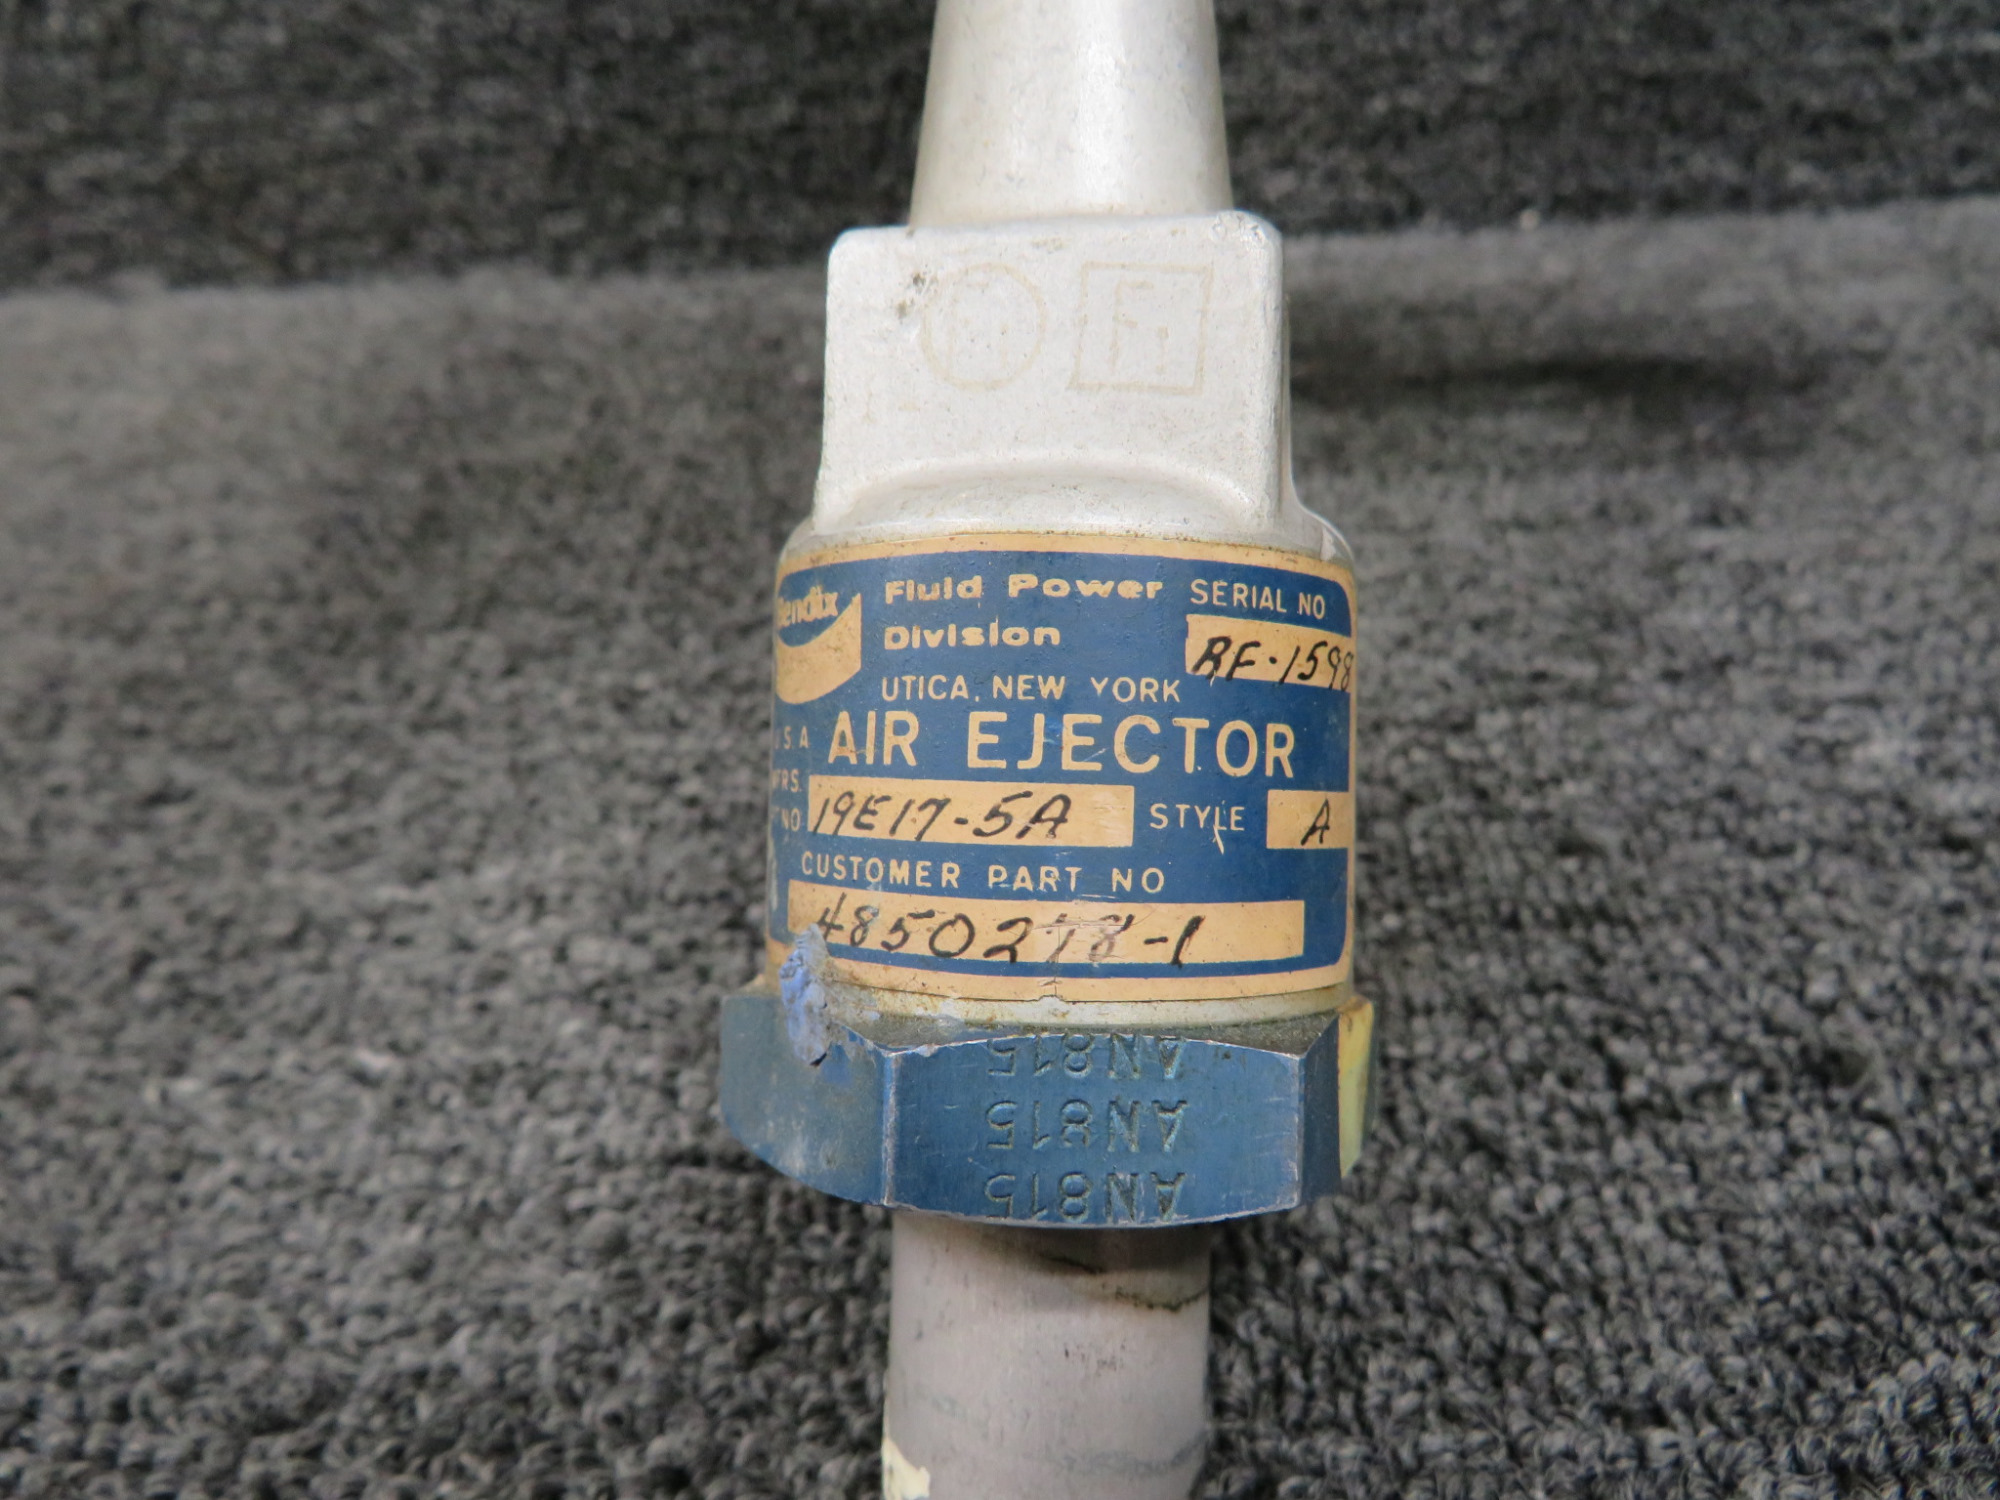 Bendix
Fluid Power
Division
SERIAL NO
RF-1598
UTICA, NEW YORK
U.S.A
AIR EJECTOR
MFRS.
NO 19E17-5A STYLE A
CUSTOMER PART NO
4850278-1
AN815
AN815
AN815